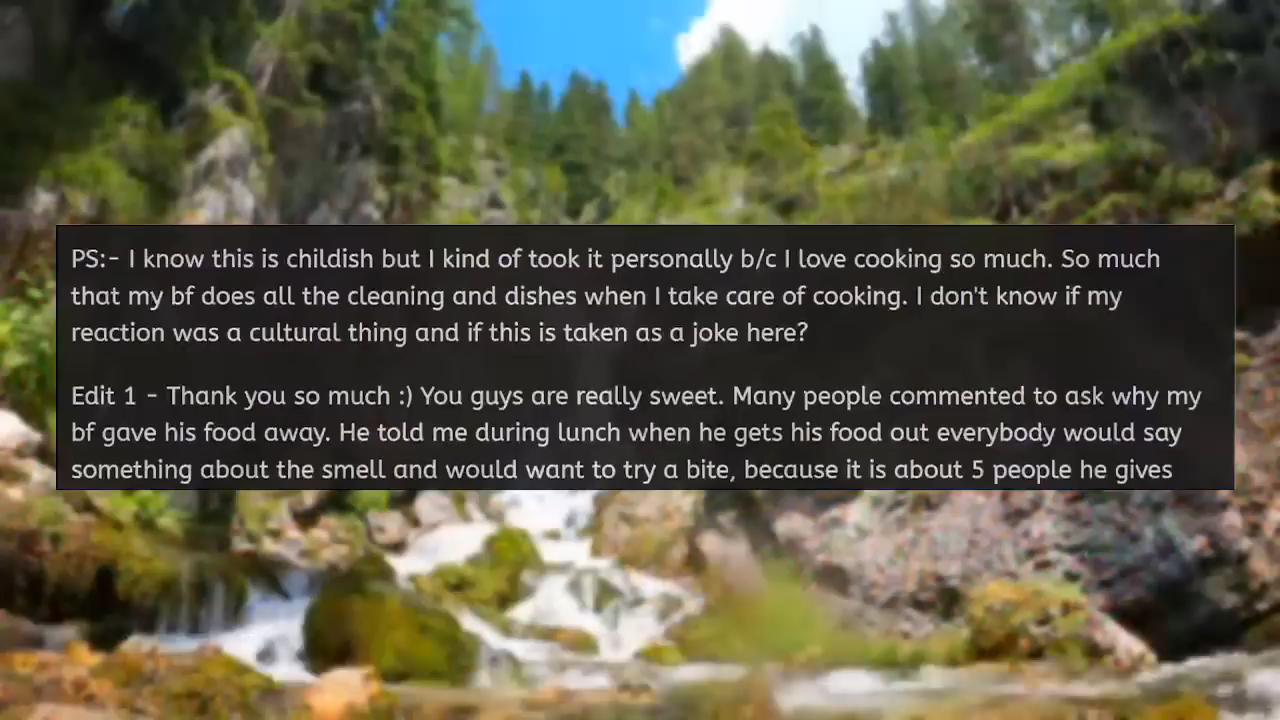 PS:- I know this is childish but I kind of took it personally b/c I love cooking so much. So much
that my bf does all the cleaning and dishes when I take care of cooking. I don't know if my
reaction was a cultural thing and if this is taken as a joke here?
Edit 1 - Thank you so much :) You guys are really sweet. Many people commented to ask why my
bf gave his food away. He told me during lunch when he gets his food out everybody would say
something about the smell and would want to try a bite, because it is about 5 people he gives